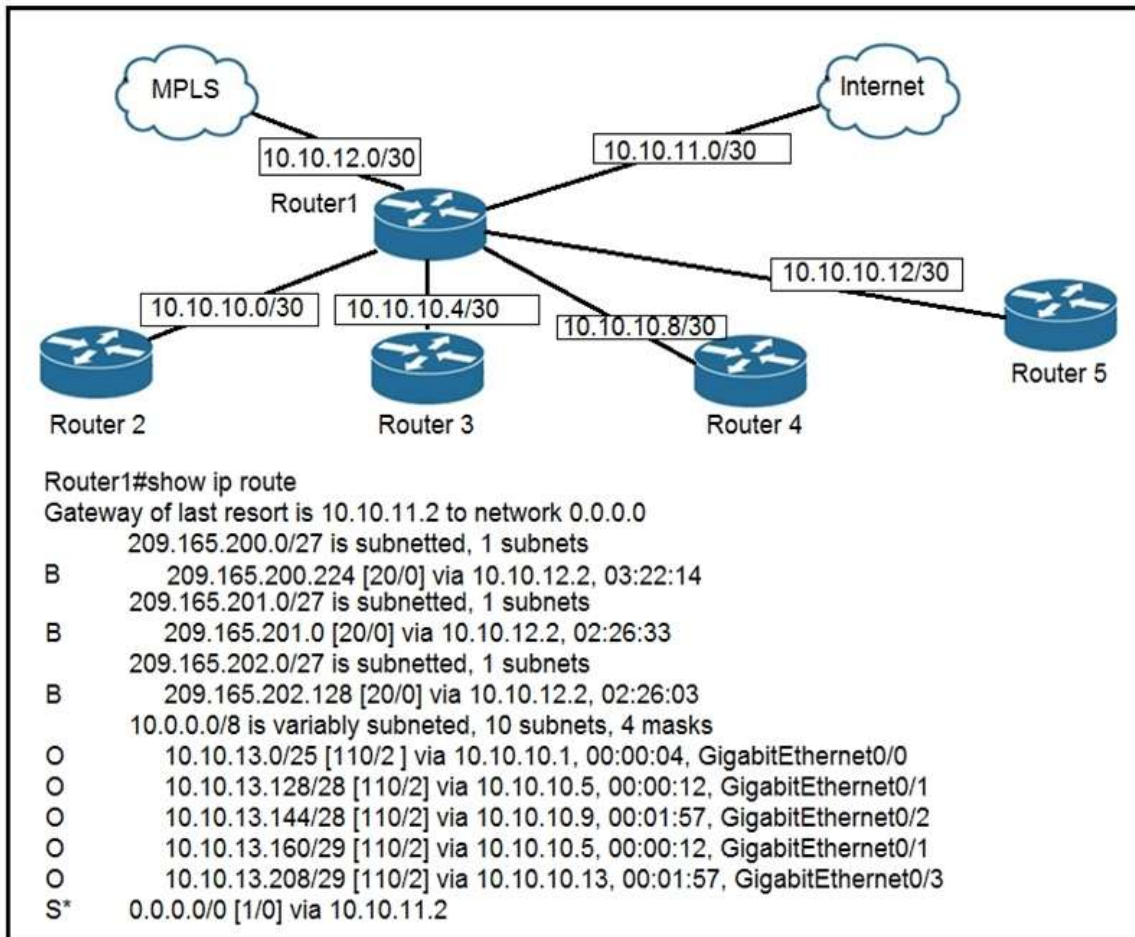 MPLS
Internet
10.10.12.0/30
10.10.11.0/30
Router1
10.10.10.12/30
10.10.10.0/30
10.10.10.4/30
10.10.10.8/30
Router 5
Router 2
Router 3
Router 4
Router1#show ip route
Gateway of last resort is 10.10.11.2 to network 0.0.0.0
209.165.200.0/27 is subnetted, 1 subnets
B 209.165.200.224 [20/0] via 10.10.12.2, 03:22:14
209.165.201.0/27 is subnetted, 1 subnets
B 209.165.201.0 [20/0] via 10.10.12.2, 02:26:33
209.165.202.0/27 is subnetted, 1 subnets
B 209.165.202.128 [20/0] via 10.10.12.2, 02:26:03
10.0.0.0/8 is variably subneted, 10 subnets, 4 masks
O 10.10.13.0/25 [110/2 ] via 10.10.10.1, 00:00:04, GigabitEthernet0/0
O 10.10.13.128/28 [110/2] via 10.10.10.5, 00:00:12, GigabitEthernet0/1
O 10.10.13.144/28 [110/2] via 10.10.10.9, 00:01:57, GigabitEthernet0/2
O 10.10.13.160/29 [110/2] via 10.10.10.5, 00:00:12, GigabitEthernet0/1
O 10.10.13.208/29 [110/2] via 10.10.10.13, 00:01:57, GigabitEthernet0/3
S* 0.0.0.0/0 [1/0] via 10.10.11.2